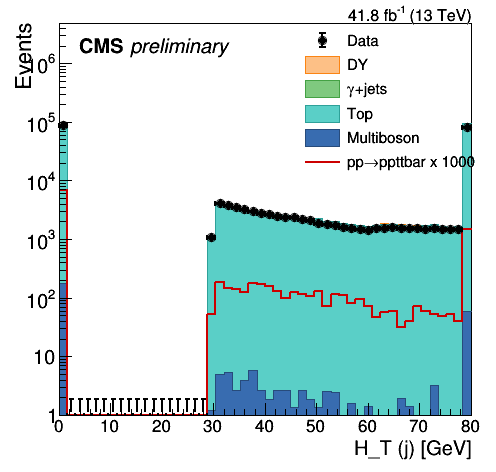 41.8 fb⁻¹ (13 TeV)
CMS preliminary
Events
Data
DY
γ+jets
Top
Multiboson
pp→ppttbar x 1000
10⁶
10⁵
10⁴
10³
10²
10
1
0 10 20 30 40 50 60 70 80
H_T (j) [GeV]